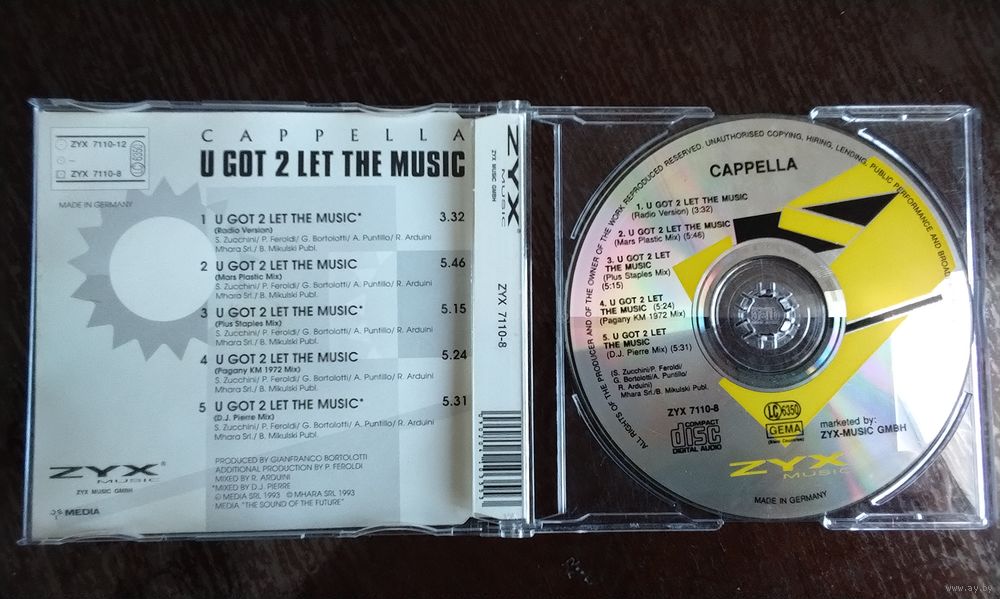 ZYX 7110-12
–
ZYX 7110-8
LC 6350
MADE IN GERMANY
CAPPELLA
U GOT 2 LET THE MUSIC
1 U GOT 2 LET THE MUSIC* 3.32
(Radio Version)
S. Zucchini/ P. Feroldi/ G. Bortolotti/ A. Puntillo/ R. Arduini
Mhara Srl./ B. Mikulski Publ.
2 U GOT 2 LET THE MUSIC 5.46
(Mars Plastic Mix)
S. Zucchini/ P. Feroldi/ G. Bortolotti/ A. Puntillo/ R. Arduini
Mhara Srl./ B. Mikulski Publ.
3 U GOT 2 LET THE MUSIC* 5.15
(Plus Staples Mix)
S. Zucchini/ P. Feroldi/ G. Bortolotti/ A. Puntillo/ R. Arduini
Mhara Srl./ B. Mikulski Publ.
4 U GOT 2 LET THE MUSIC 5.24
(Pagany KM 1972 Mix)
S. Zucchini/ P. Feroldi/ G. Bortolotti/ A. Puntillo/ R. Arduini
Mhara Srl./ B. Mikulski Publ.
5 U GOT 2 LET THE MUSIC* 5.31
(D.J. Pierre Mix)
S. Zucchini/ P. Feroldi/ G. Bortolotti/ A. Puntillo/ R. Arduini
Mhara Srl./ B. Mikulski Publ.
PRODUCED BY GIANFRANCO BORTOLOTTI
ADDITIONAL PRODUCTION BY P. FEROLDI
MIXED BY R. ARDUINI
*MIXED BY D.J. PIERRE
© MEDIA SRL 1993 © MHARA SRL 1993
MEDIA "THE SOUND OF THE FUTURE"
ZYX®
MUSIC
ZYX MUSIC GMBH
MEDIA
ZYX®
MUSIC
ZYX MUSIC GMBH
ZYX 7110-8
ALL RIGHTS OF THE PRODUCER AND OF THE OWNER OF THE WORK REPRODUCED RESERVED. UNAUTHORISED COPYING, HIRING, LENDING, PUBLIC PERFORMANCE AND BROAD
CAPPELLA
1. U GOT 2 LET THE MUSIC
(Radio Version) (3:32)
2. U GOT 2 LET THE MUSIC
(Mars Plastic Mix) (5:46)
3. U GOT 2 LET
THE MUSIC
(Plus Staples Mix)
(5:15)
4. U GOT 2 LET
THE MUSIC (5:24)
(Pagany KM 1972 Mix)
5. U GOT 2 LET
THE MUSIC
(D.J. Pierre Mix) (5:31)
(S. Zucchini/P. Feroldi/
G. Bortolotti/A. Puntillo/
R. Arduini)
Mhara Srl./B. Mikulski Publ.
ZYX 7110-8
COMPACT
disc
DIGITAL AUDIO
LC 6350
GEMA
marketed by:
ZYX-MUSIC GMBH
ZYX®
MUSIC
MADE IN GERMANY
www.ay.by